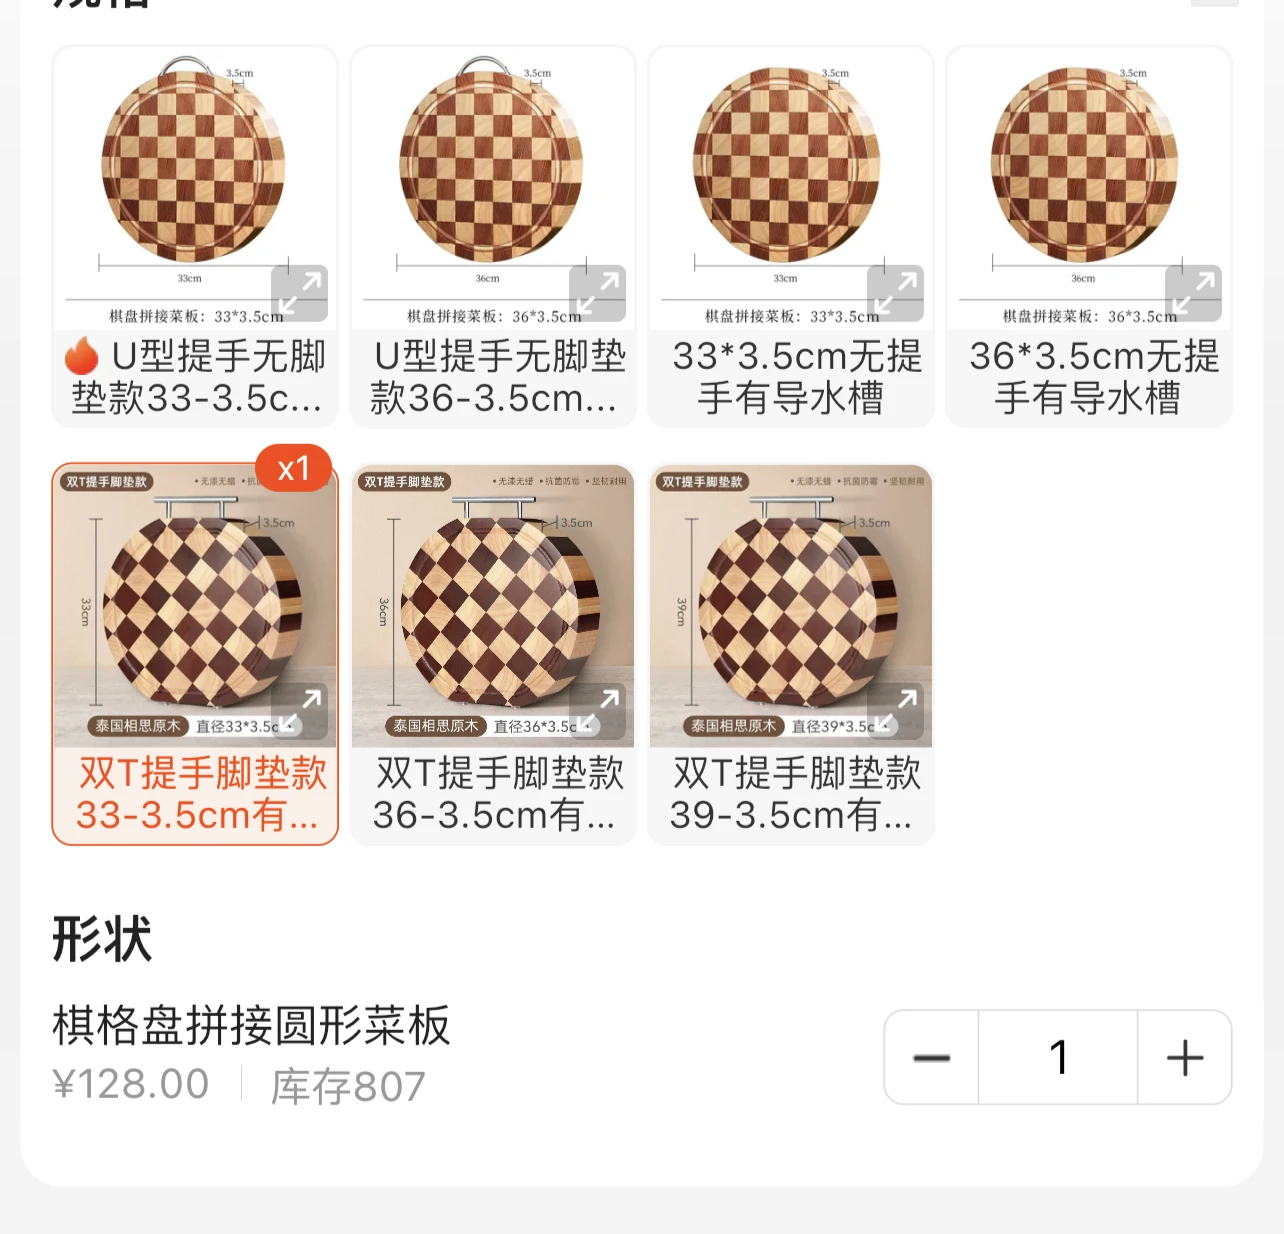 规格
3.5cm
33cm
棋盘拼接菜板：33*3.5cm
U型提手无脚
垫款33-3.5c...
3.5cm
36cm
棋盘拼接菜板：36*3.5cm
U型提手无脚垫
款36-3.5cm...
3.5cm
33cm
棋盘拼接菜板：33*3.5cm
33*3.5cm无提
手有导水槽
3.5cm
36cm
棋盘拼接菜板：36*3.5cm
36*3.5cm无提
手有导水槽
x1
双T提手脚垫款
•无漆无蜡 •抗
3.5cm
33cm
泰国相思原木 直径33*3.5c
双T提手脚垫款
33-3.5cm有...
双T提手脚垫款
•无漆无蜡 •抗菌防霉 •坚韧耐用
3.5cm
36cm
泰国相思原木 直径36*3.5c
双T提手脚垫款
36-3.5cm有...
双T提手脚垫款
•无漆无蜡 •抗菌防霉 •坚韧耐用
3.5cm
39cm
泰国相思原木 直径39*3.5c
双T提手脚垫款
39-3.5cm有...
形状
棋格盘拼接圆形菜板
¥128.00 库存807
1